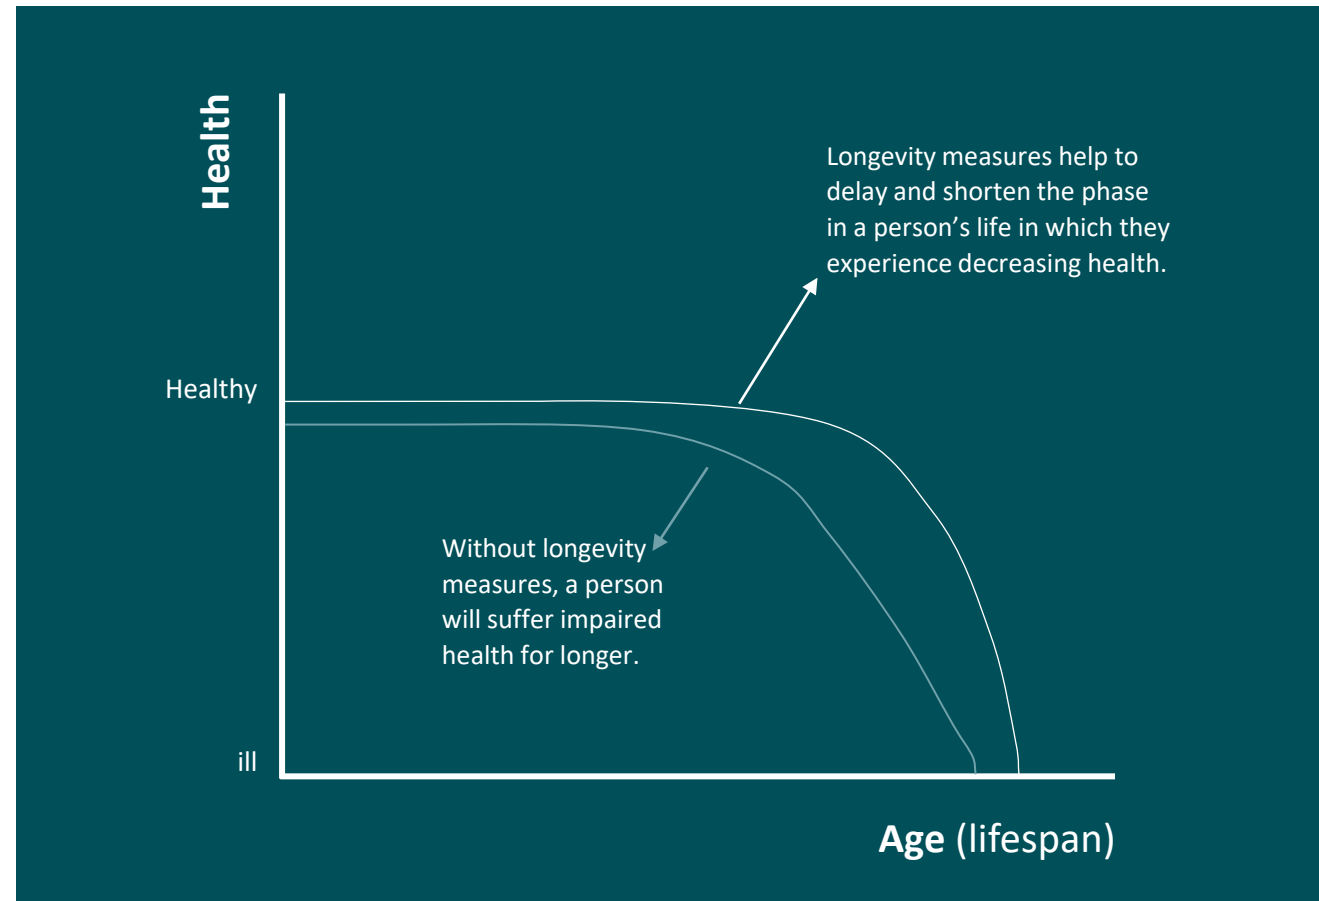 Health
Longevity measures help to
delay and shorten the phase
in a person’s life in which they
experience decreasing health.
Healthy
Without longevity
measures, a person
will suffer impaired
health for longer.
ill
Age (lifespan)